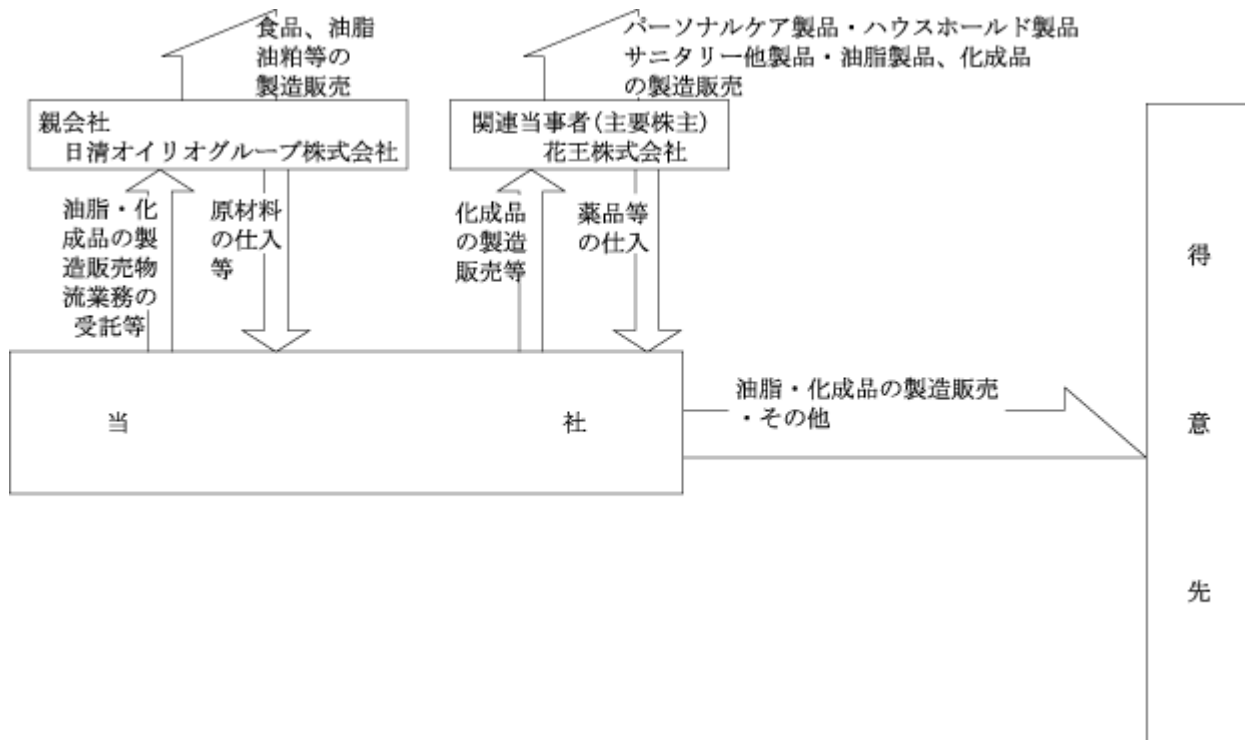 食品、油脂
油粕等の
製造販売
パーソナルケア製品・ハウスホールド製品
サニタリー他製品・油脂製品、化成品
の製造販売
親会社
日清オイリオグループ株式会社
関連当事者(主要株主)
花王株式会社
油脂・化
成品の製
造販売物
流業務の
受託等
原材料
の仕入
等
化成品
の製造
販売等
薬品等
の仕入
当 社
油脂・化成品の製造販売
・その他
得
意
先